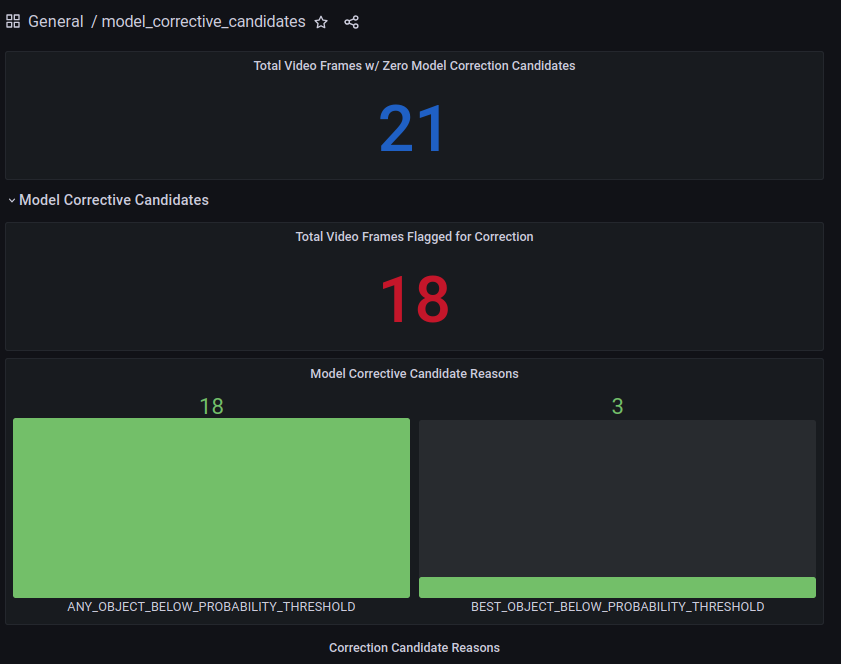 General / model_corrective_candidates
Total Video Frames w/ Zero Model Correction Candidates
21
Model Corrective Candidates
Total Video Frames Flagged for Correction
18
Model Corrective Candidate Reasons
18 3
ANY_OBJECT_BELOW_PROBABILITY_THRESHOLD BEST_OBJECT_BELOW_PROBABILITY_THRESHOLD
Correction Candidate Reasons